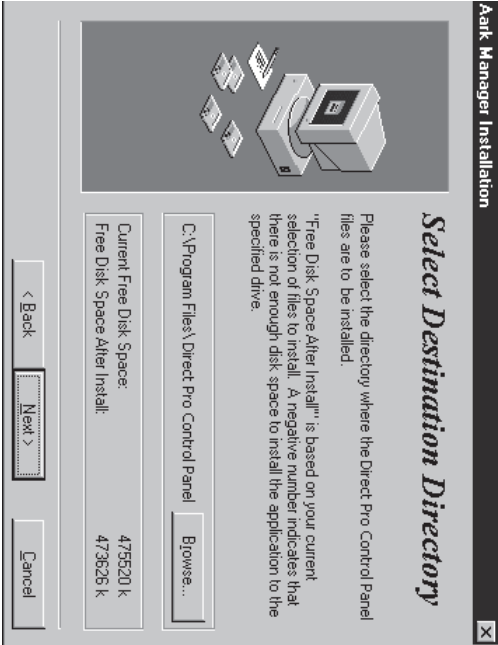 Aark Manager Installation
Select Destination Directory
Please select the directory where the Direct Pro Control Panel
files are to be installed.
"Free Disk Space After Install"" is based on your current
selection of files to install.  A negative number indicates that
there is not enough disk space to install the application to the
specified drive.
C:\Program Files\ Direct Pro Control Panel
Browse...
Current Free Disk Space: 475520 k
Free Disk Space After Install: 473626 k
< Back
Next >
Cancel